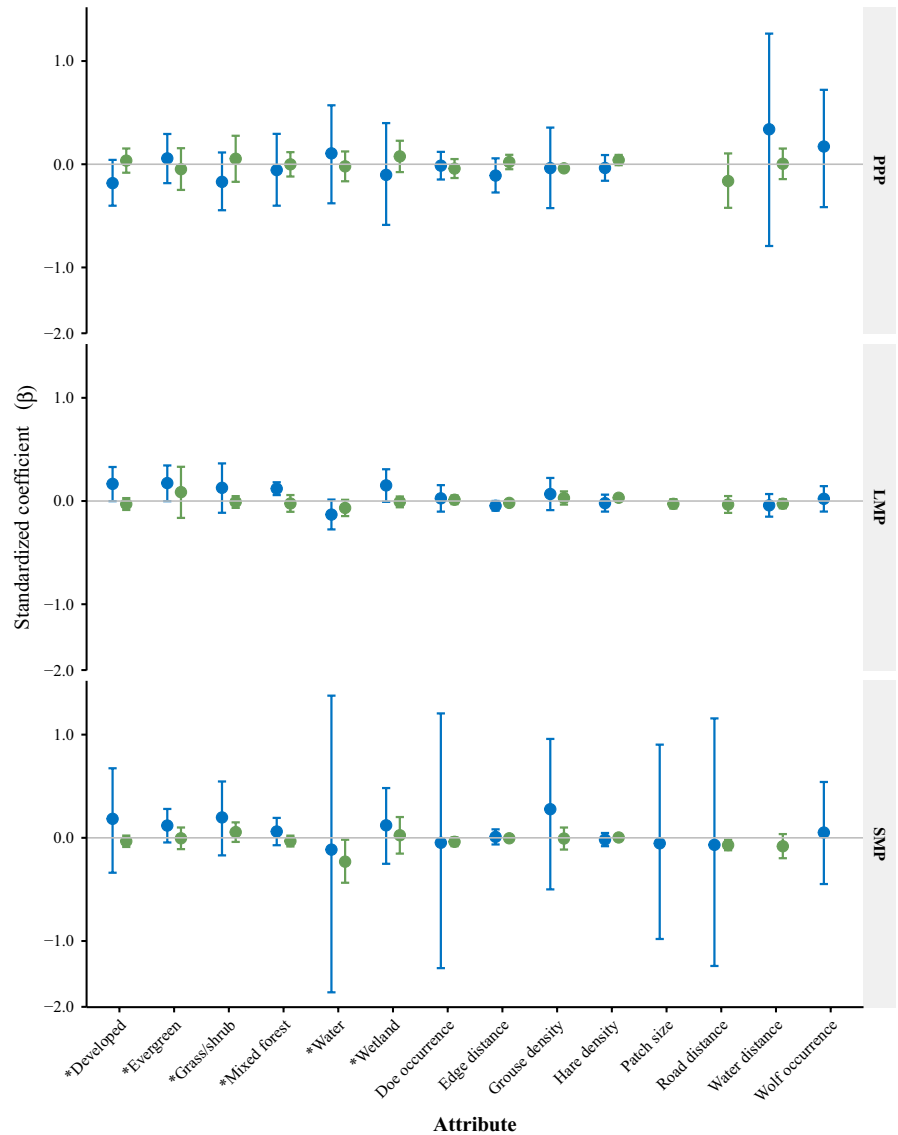 1.0
0.0
−1.0
−2.0
PPP
1.0
0.0
−1.0
−2.0
LMP
1.0
0.0
−1.0
−2.0
SMP
Standardized coefficient (β)
*Developed
*Evergreen
*Grass/shrub
*Mixed forest
*Water
*Wetland
Doe occurrence
Edge distance
Grouse density
Hare density
Patch size
Road distance
Water distance
Wolf occurrence
Attribute